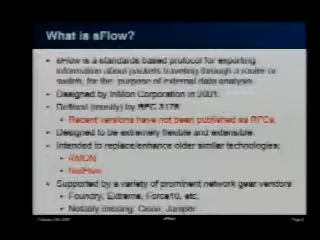 What is sFlow?
sFlow is a standards based protocol for exporting
information about packets traveling through a router or
switch, for the purpose of external data analysis.
Designed by InMon Corporation in 2001.
Defined (mostly) by RFC 3176
Recent versions have not been published as RFCs.
Designed to be extremely flexible and extensible.
Intended to replace/enhance older similar technologies:
RMON
NetFlow
Supported by a variety of prominent network gear vendors
Foundry, Extreme, Force10, etc.
Notably missing: Cisco, Juniper
sFlow